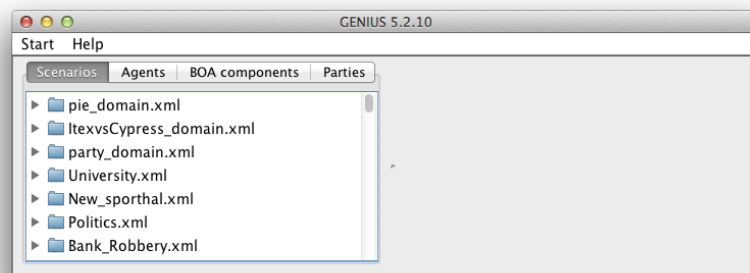 GENIUS 5.2.10
Start Help
Scenarios Agents BOA components Parties
pie_domain.xml
ItexvsCypress_domain.xml
party_domain.xml
University.xml
New_sporthal.xml
Politics.xml
Bank_Robbery.xml